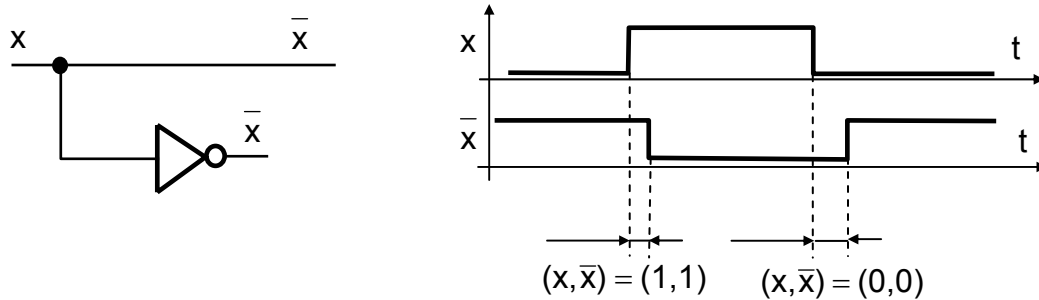 x x̅
x̅
x t
x̅ t
(x,x̅) = (1,1) (x,x̅) = (0,0)